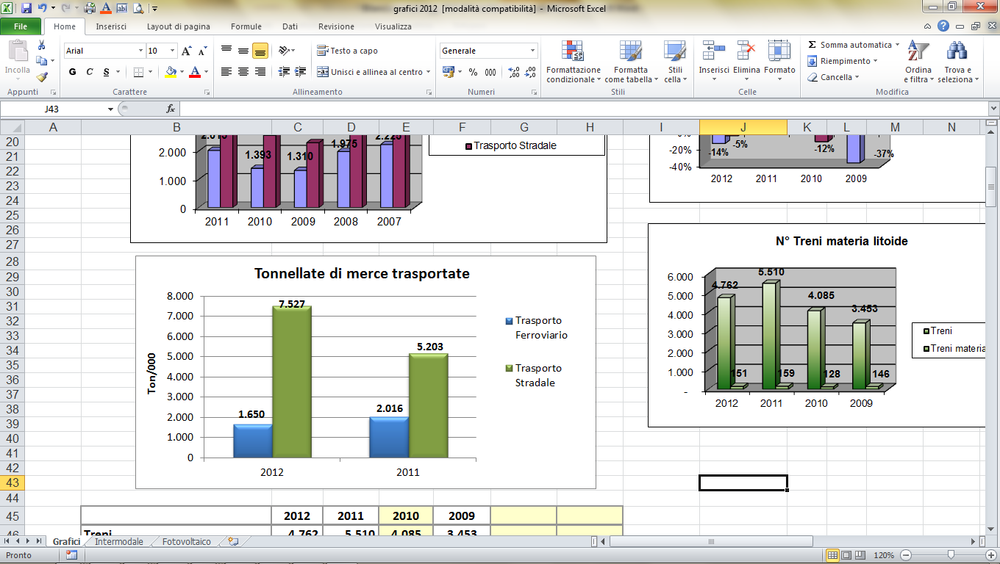 grafici 2012 [modalità compatibilità] - Microsoft Excel
File Home Inserisci Layout di pagina Formule Dati Revisione Visualizza
Incolla
Appunti
Arial 10
G C S
Carattere
Testo a capo
Unisci e allinea al centro
Allineamento
Generale
% 000
Numeri
Formattazione condizionale
Formatta come tabella
Stili cella
Stili
Inserisci Elimina Formato
Celle
Σ Somma automatica
Riempimento
Cancella
Ordina e filtra
Trova e seleziona
Modifica
J43 fx
A B C D E F G H I J K L M N
20
21
22
23
24
25
26
27
28
29
30
31
32
33
34
35
36
37
38
39
40
41
42
43
44
45
46
1.393 1.310 1.975 2.225
2.000
1.000
0
2011 2010 2009 2008 2007
Trasporto Stradale
-20%
-40%
-14% -5% -12% -37%
2012 2011 2010 2009
Tonnellate di merce trasportate
Ton/000
8.000
7.000
6.000
5.000
4.000
3.000
2.000
1.000
0
7.527
5.203
1.650
2.016
2012 2011
Trasporto
Ferroviario
Trasporto
Stradale
N° Treni materia litoide
6.000
5.000
4.000
3.000
2.000
1.000
-
4.762 5.510 4.085 3.453
151 159 128 146
2012 2011 2010 2009
Treni
Treni materia
2012 2011 2010 2009
Treni 4.762 5.510 4.085 3.453
Grafici Intermodale Fotovoltaico
Pronto 120%